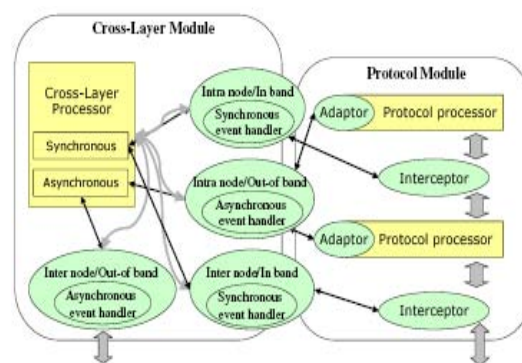 Cross-Layer Module
Protocol Module
Cross-Layer
Processor
Synchronous
Asynchronous
Intra node/In band
Synchronous
event handler
Intra node/Out-of band
Asynchronous
event handler
Inter node/Out-of band
Asynchronous
event handler
Inter node/In band
Synchronous
event handler
Adaptor
Protocol processor
Interceptor
Adaptor
Protocol processor
Interceptor